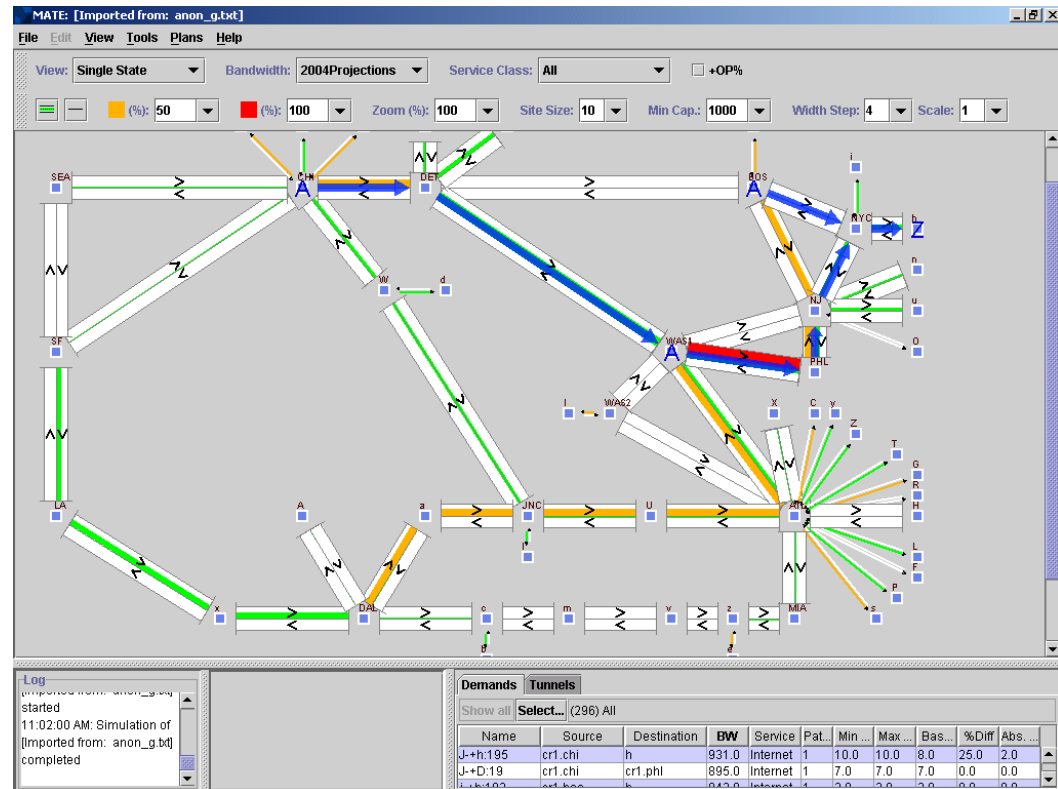 MATE: [Imported from: anon_g.txt]
File Edit View Tools Plans Help
View: Single State Bandwidth: 2004Projections Service Class: All +OP%
(%): 50 (%): 100 Zoom (%): 100 Site Size: 10 Min Cap.: 1000 Width Step: 4 Scale: 1
SEA DET BOS i
A A
NYC h
Z
n
W d
NJ u
SF WAS1 O
A PHL
l WAS2 X C y
Z
T
G
R
LA A a JNC U H
L
F
P
x DAL c m v z MIA s
Log
started
11:02:00 AM: Simulation of
[Imported from: anon_g.txt]
completed
Demands Tunnels
Show all Select... (296) All
Name Source Destination BW Service Pat... Min ... Max ... Bas... %Diff Abs. ...
J-+h:195 cr1.chi h 931.0 Internet 1 10.0 10.0 8.0 25.0 2.0
J-+D:19 cr1.chi cr1.phl 895.0 Internet 1 7.0 7.0 7.0 0.0 0.0